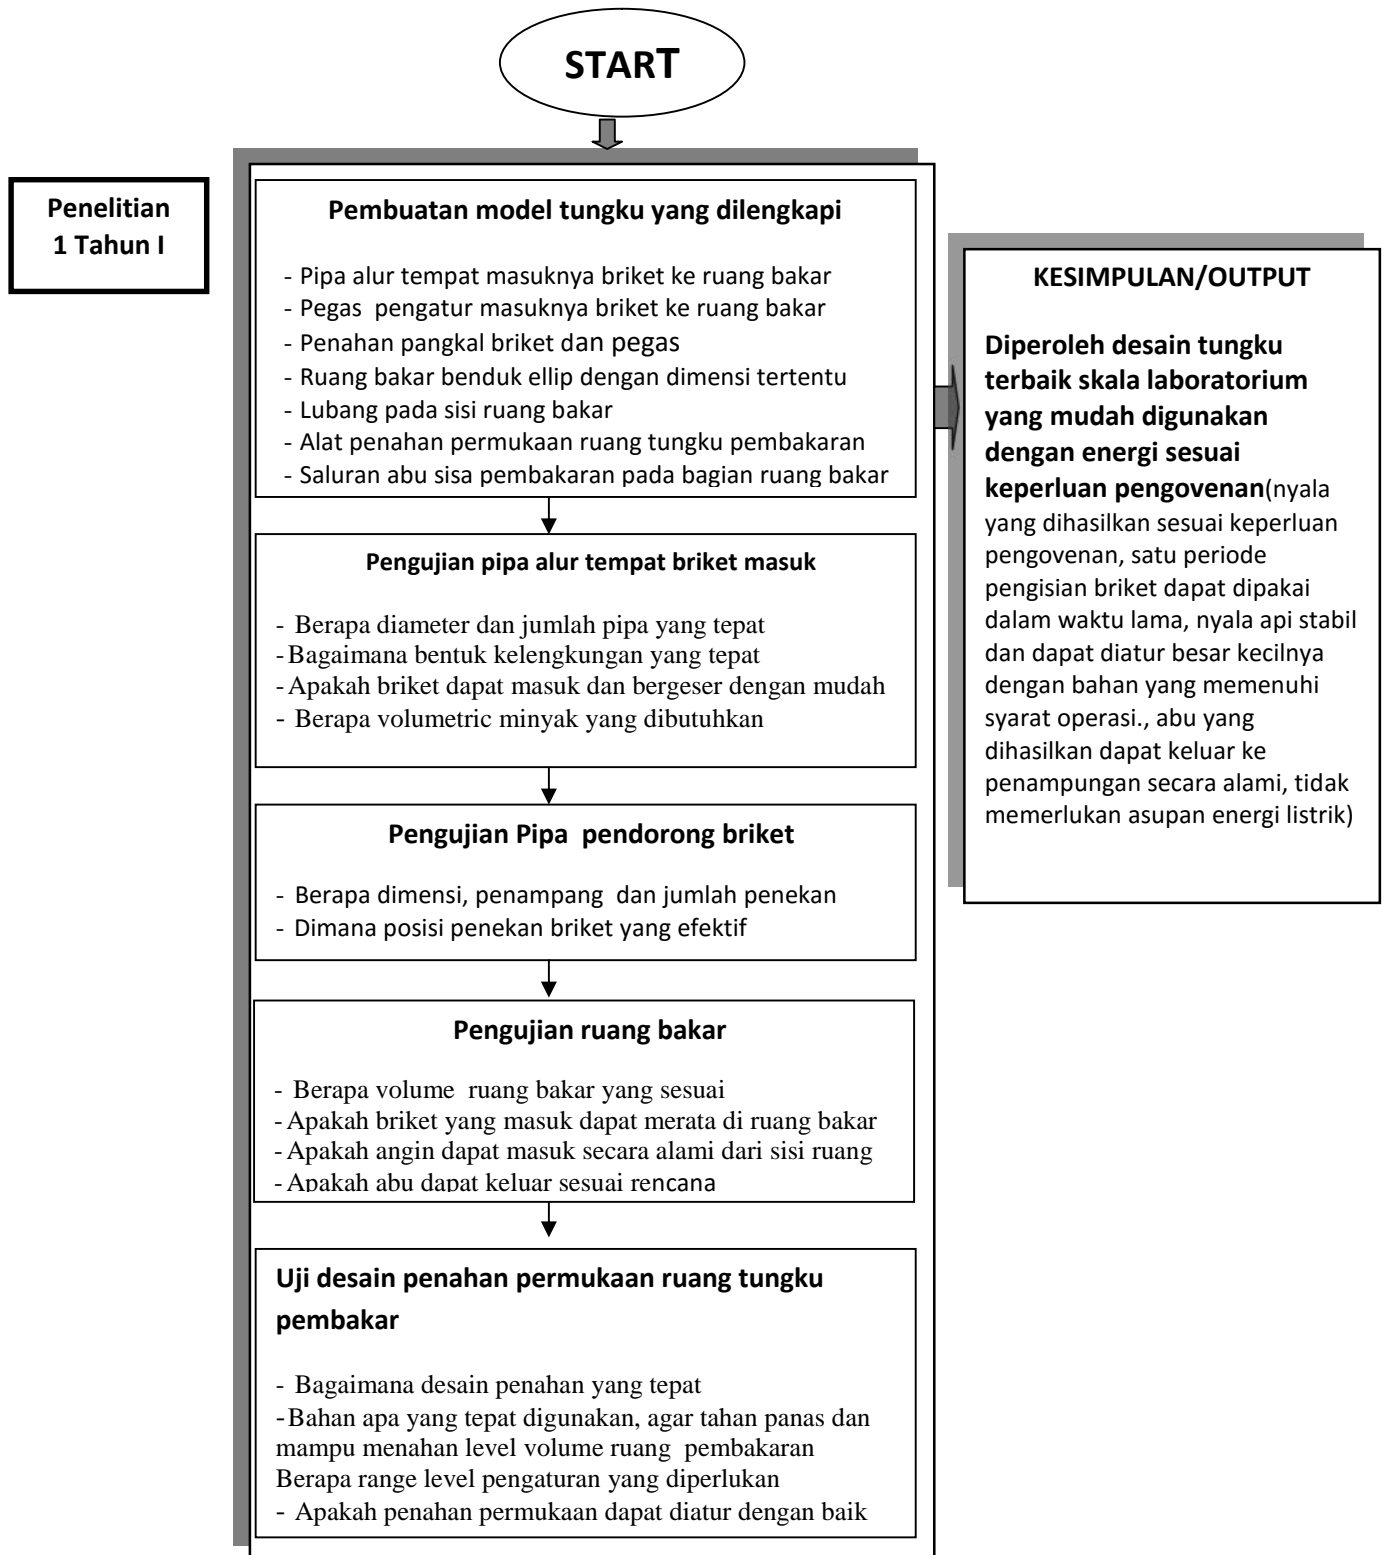 START
Penelitian
1 Tahun I
Pembuatan model tungku yang dilengkapi
- Pipa alur tempat masuknya briket ke ruang bakar
- Pegas pengatur masuknya briket ke ruang bakar
- Penahan pangkal briket dan pegas
- Ruang bakar benduk ellip dengan dimensi tertentu
- Lubang pada sisi ruang bakar
- Alat penahan permukaan ruang tungku pembakaran
- Saluran abu sisa pembakaran pada bagian ruang bakar
Pengujian pipa alur tempat briket masuk
- Berapa diameter dan jumlah pipa yang tepat
- Bagaimana bentuk kelengkungan yang tepat
- Apakah briket dapat masuk dan bergeser dengan mudah
- Berapa volumetric minyak yang dibutuhkan
Pengujian Pipa pendorong briket
- Berapa dimensi, penampang dan jumlah penekan
- Dimana posisi penekan briket yang efektif
Pengujian ruang bakar
- Berapa volume ruang bakar yang sesuai
- Apakah briket yang masuk dapat merata di ruang bakar
- Apakah angin dapat masuk secara alami dari sisi ruang
- Apakah abu dapat keluar sesuai rencana
Uji desain penahan permukaan ruang tungku
pembakar
- Bagaimana desain penahan yang tepat
- Bahan apa yang tepat digunakan, agar tahan panas dan
mampu menahan level volume ruang pembakaran
Berapa range level pengaturan yang diperlukan
- Apakah penahan permukaan dapat diatur dengan baik
KESIMPULAN/OUTPUT
Diperoleh desain tungku
terbaik skala laboratorium
yang mudah digunakan
dengan energi sesuai
keperluan pengovenan(nyala
yang dihasilkan sesuai keperluan
pengovenan, satu periode
pengisian briket dapat dipakai
dalam waktu lama, nyala api stabil
dan dapat diatur besar kecilnya
dengan bahan yang memenuhi
syarat operasi., abu yang
dihasilkan dapat keluar ke
penampungan secara alami, tidak
memerlukan asupan energi listrik)